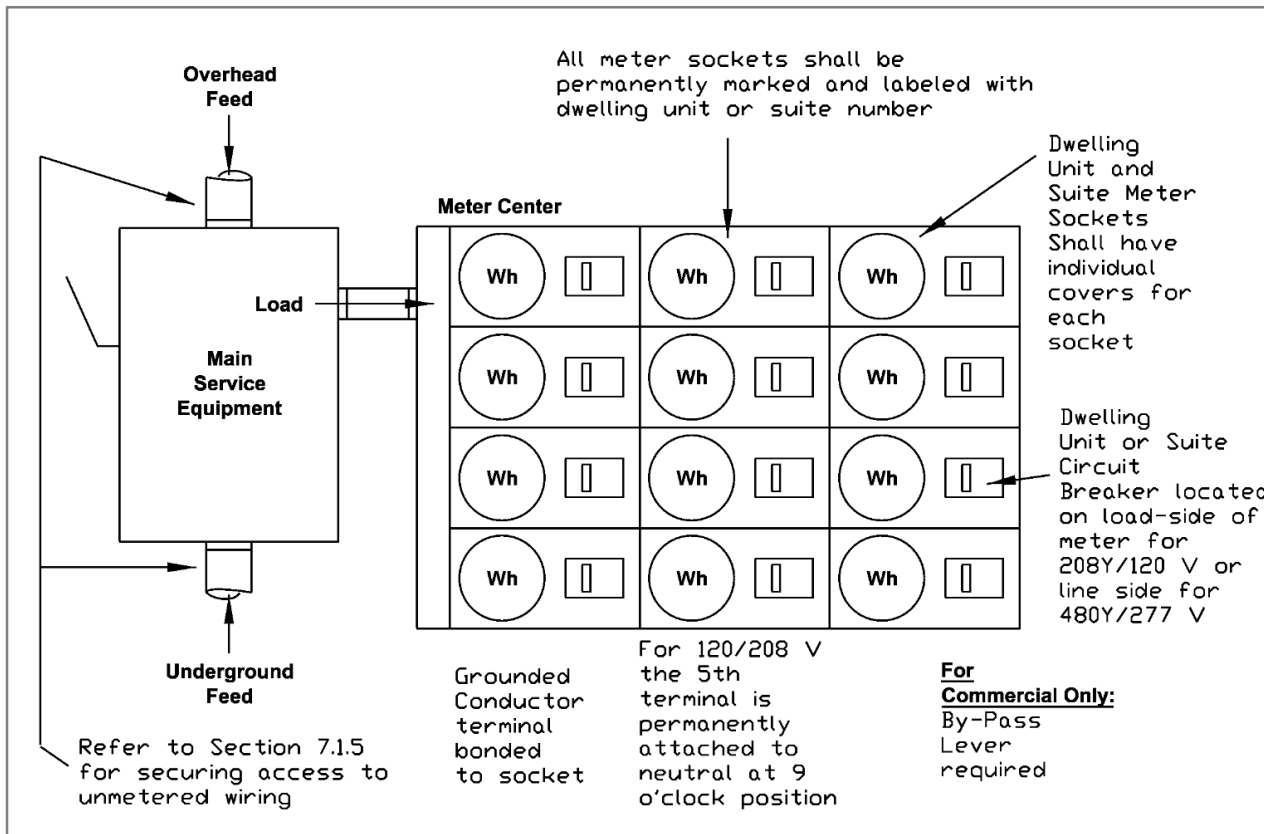 Overhead
Feed
All meter sockets shall be
permanently marked and labeled with
dwelling unit or suite number
Dwelling
Unit and
Suite Meter
Sockets
Shall have
individual
covers for
each
socket
Meter Center
Load
Main
Service
Equipment
Wh
Wh
Wh
Wh
Wh
Wh
Wh
Wh
Wh
Wh
Wh
Wh
Dwelling
Unit or Suite
Circuit
Breaker located
on load-side of
meter for
208Y/120 V or
line side for
480Y/277 V
Underground
Feed
Refer to Section 7.1.5
for securing access to
unmetered wiring
Grounded
Conductor
terminal
bonded
to socket
For 120/208 V
the 5th
terminal is
permanently
attached to
neutral at 9
o'clock position
For
Commercial Only:
By-Pass
Lever
required